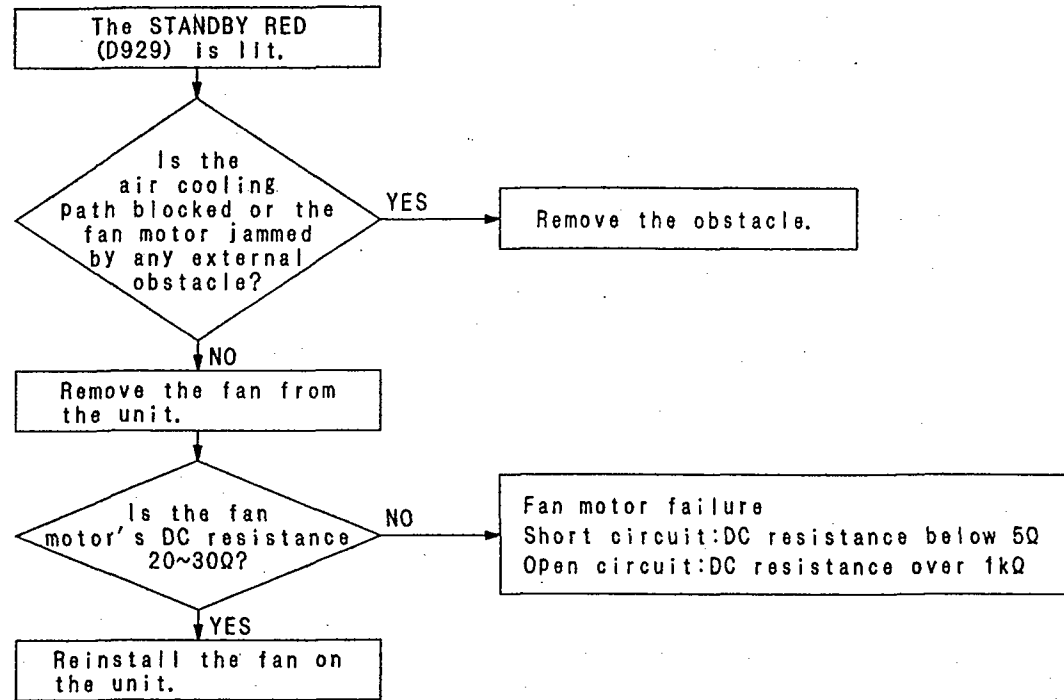 The STANDBY RED
(D929) is lit.
Is the
air cooling
path blocked or the
fan motor jammed
by any external
obstacle?
YES
Remove the obstacle.
NO
Remove the fan from
the unit.
Is the fan
motor's DC resistance
20~30Ω?
NO
Fan motor failure
Short circuit:DC resistance below 5Ω
Open circuit:DC resistance over 1kΩ
YES
Reinstall the fan on
the unit.